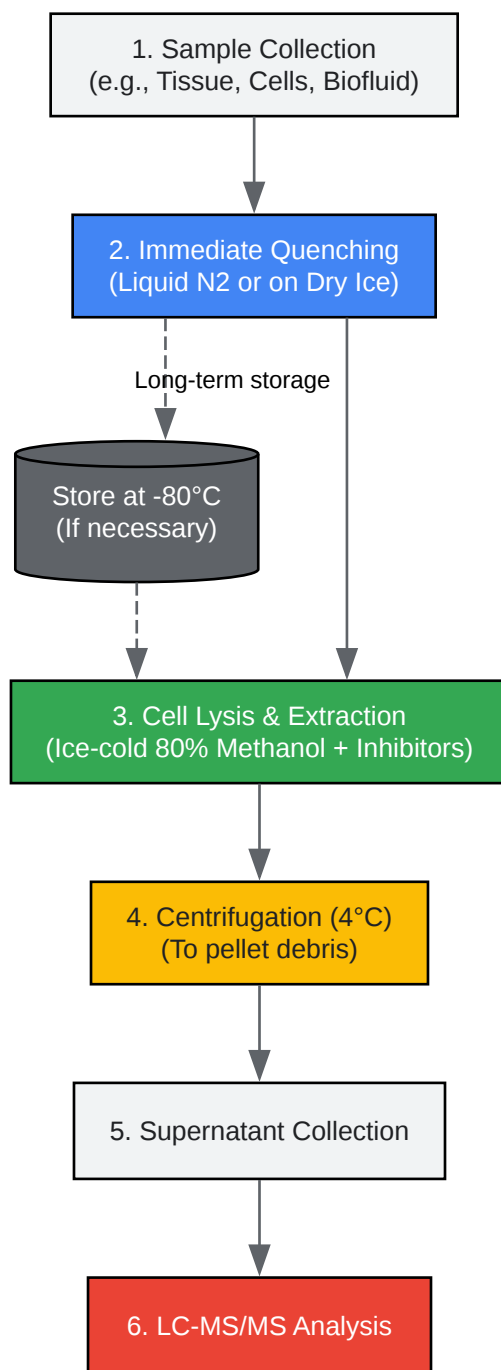 1. Sample Collection
(e.g., Tissue, Cells, Biofluid)
2. Immediate Quenching
(Liquid N2 or on Dry Ice)
Long-term storage
Store at -80°C
(If necessary)
3. Cell Lysis & Extraction
(Ice-cold 80% Methanol + Inhibitors)
4. Centrifugation (4°C)
(To pellet debris)
5. Supernatant Collection
6. LC-MS/MS Analysis